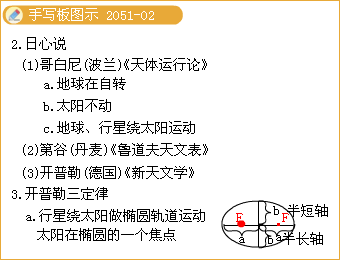 手写板图示 2051-02
2.日心说
(1)哥白尼(波兰)《天体运行论》
a.地球在自转
b.太阳不动
c.地球、行星绕太阳运动
(2)第谷(丹麦)《鲁道夫天文表》
(3)开普勒(德国)《新天文学》
3.开普勒三定律
a.行星绕太阳做椭圆轨道运动
太阳在椭圆的一个焦点
F F b 半短轴
a b a半长轴